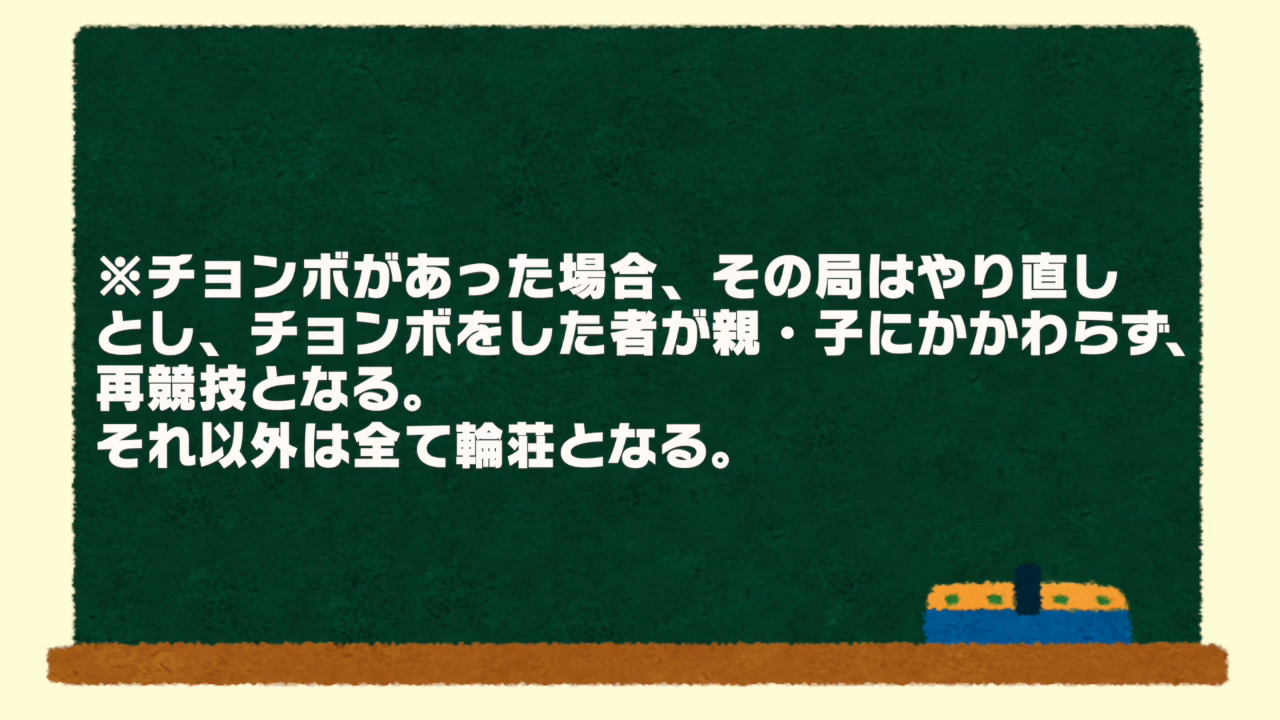 ※チョンボがあった場合、その局はやり直し
とし、チョンボをした者が親・子にかかわらず、
再競技となる。
それ以外は全て輪荘となる。